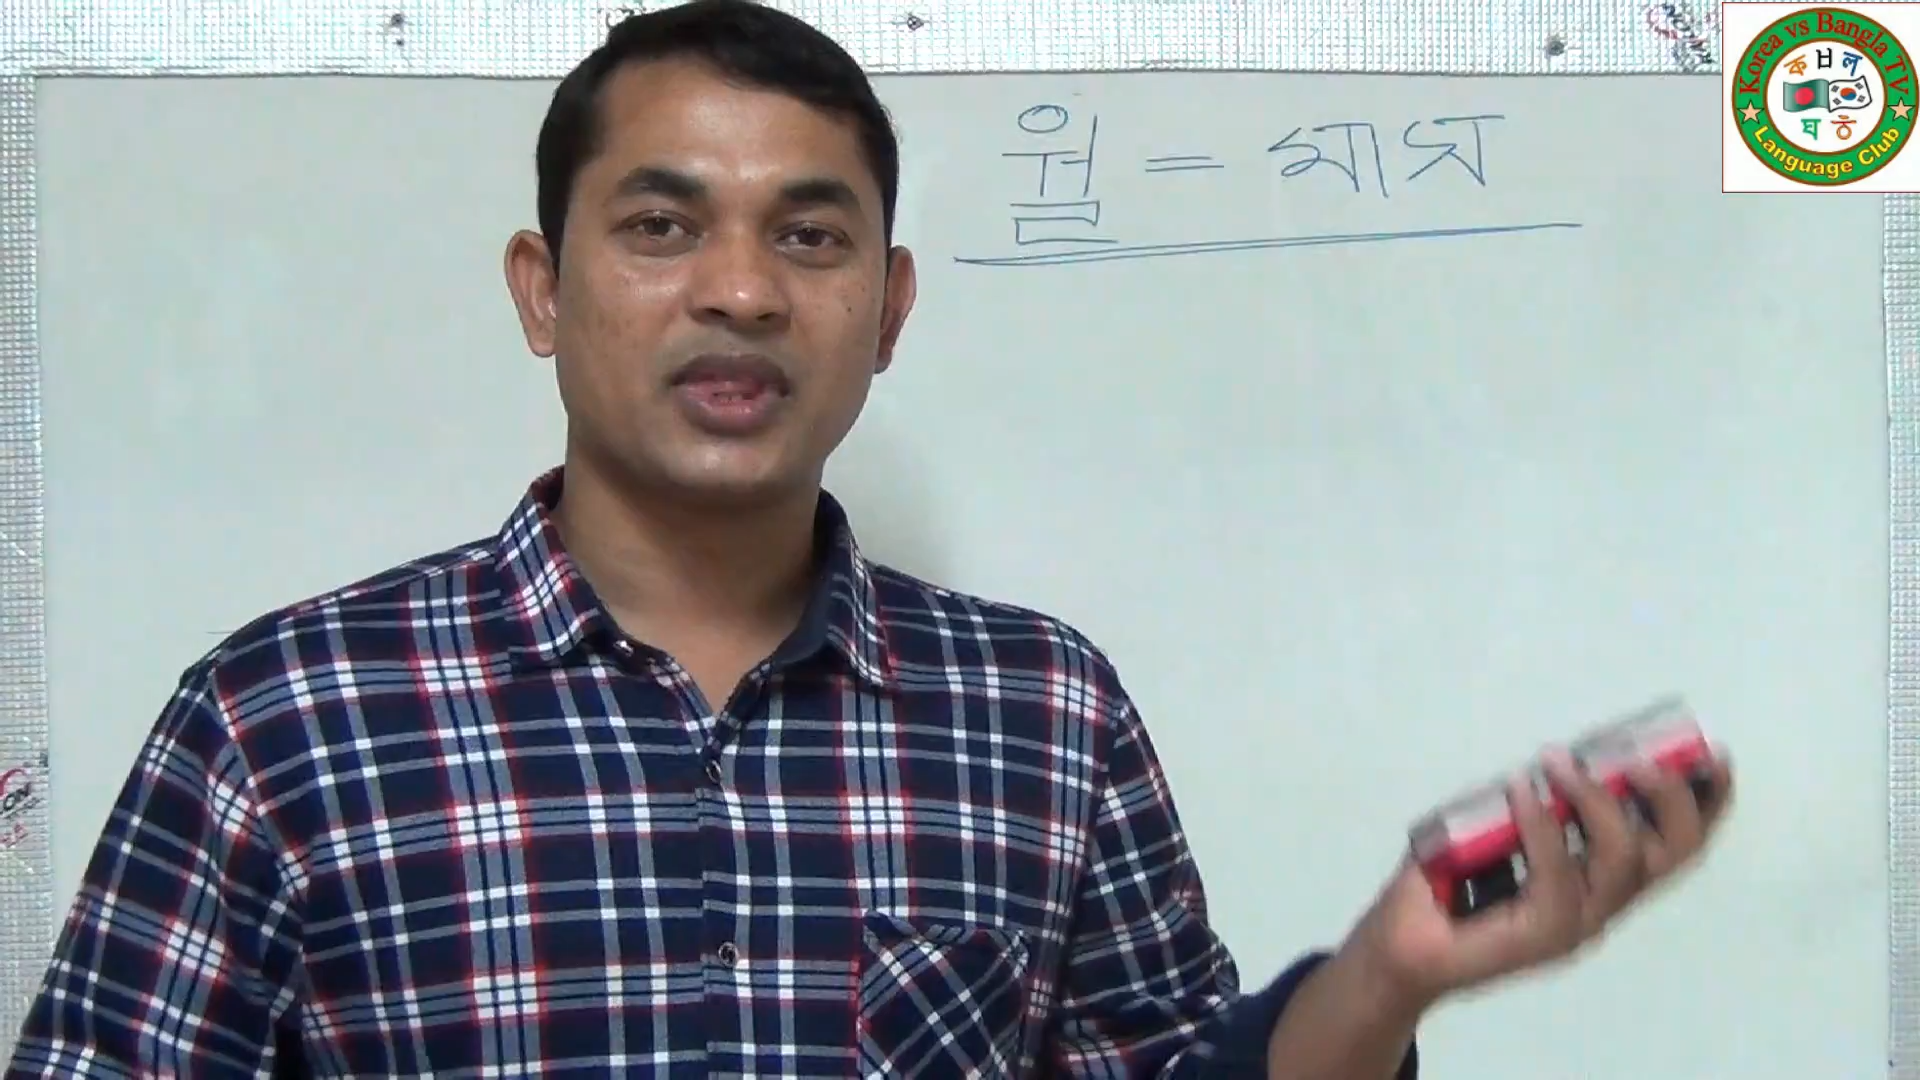 월 = মাস
Korea vs Bangla TV
ক ㅂ ল
ঘ ঠ
Language Club